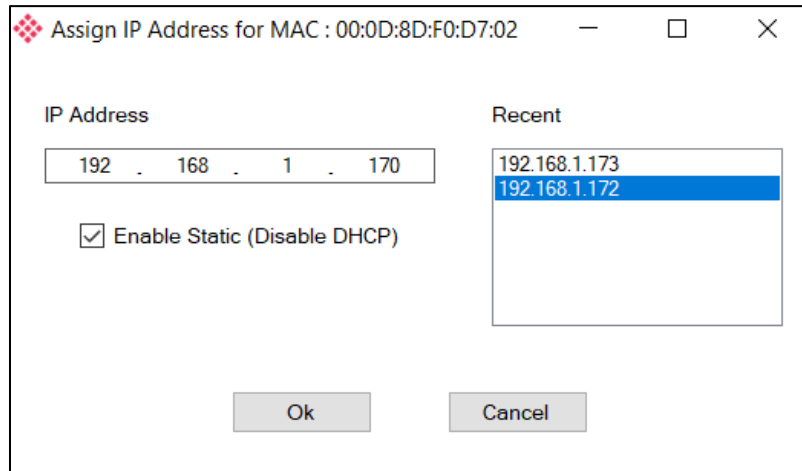 Assign IP Address for MAC : 00:0D:8D:F0:D7:02
IP Address
Recent
192 . 168 . 1 . 170
192.168.1.173
192.168.1.172
Enable Static (Disable DHCP)
Ok
Cancel